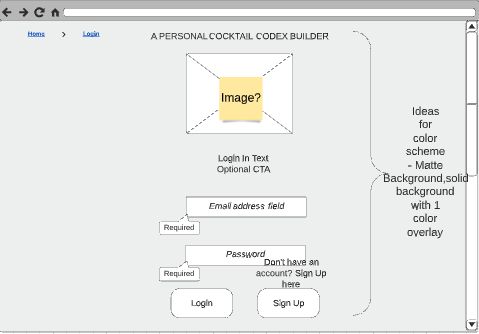 Home > Login
A PERSONAL COCKTAIL CODEX BUILDER
Image?
Login In Text
Optional CTA
Email address field
Required
Password
Required
Don't have an
account? Sign Up
here
Login
Sign Up
Ideas
for
color
scheme
- Matte
Background,solid
background
with 1
color
overlay